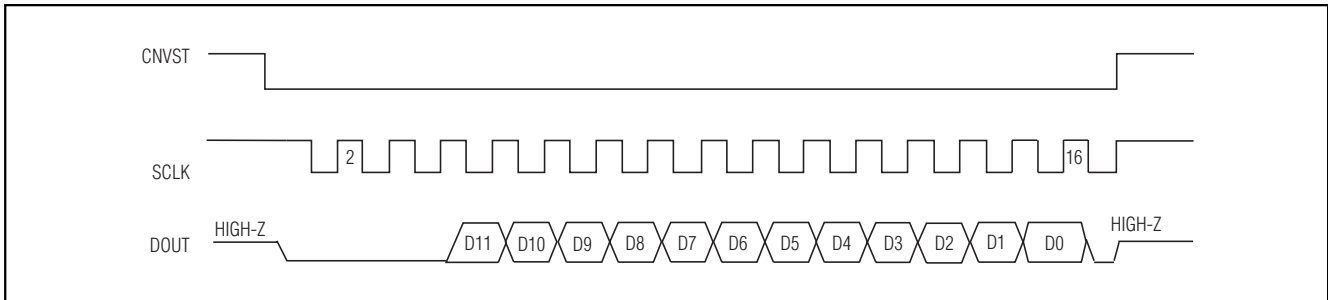 CNVST
2
16
SCLK
HIGH-Z
HIGH-Z
DOUT
D11 D10 D9 D8 D7 D6 D5 D4 D3 D2 D1 D0